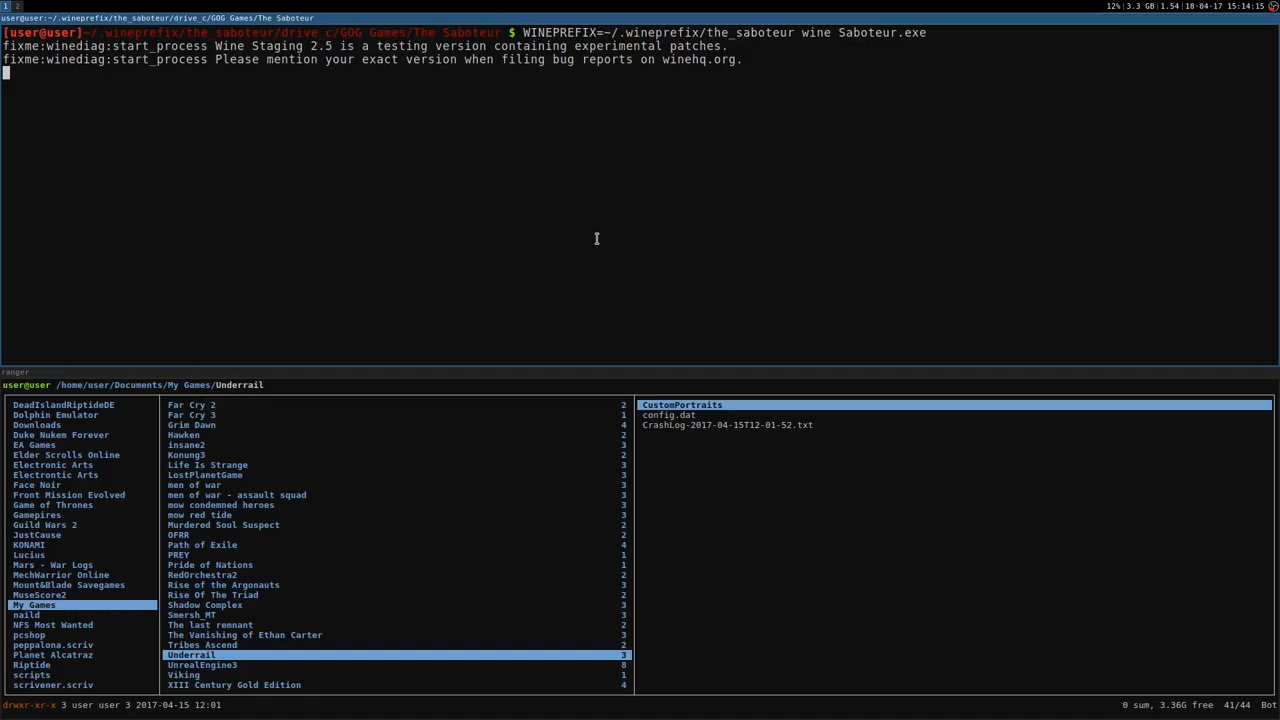 1 2 12% 3.3 GB 1.54 18-04-17 15:14:15
user@user:~/.wineprefix/the_saboteur/drive_c/GOG Games/The Saboteur
[user@user]~/.wineprefix/the saboteur/drive c/GOG Games/The Saboteur $ WINEPREFIX=~/.wineprefix/the_saboteur wine Saboteur.exe
fixme:winediag:start_process Wine Staging 2.5 is a testing version containing experimental patches.
fixme:winediag:start_process Please mention your exact version when filing bug reports on winehq.org.
ranger
user@user /home/user/Documents/My Games/Underrail
DeadIslandRiptideDE Far Cry 2 2 CustomPortraits
Dolphin Emulator Far Cry 3 1 config.dat
Downloads Grim Dawn 4 CrashLog-2017-04-15T12-01-52.txt
Duke Nukem Forever Hawken 2
EA Games insane2 3
Elder Scrolls Online Konung3 2
Electronic Arts Life Is Strange 3
Electrontic Arts LostPlanetGame 3
Face Noir men of war 3
Front Mission Evolved men of war - assault squad 3
Game of Thrones mow condemned heroes 3
Gamepires mow red tide 3
Guild Wars 2 Murdered Soul Suspect 2
JustCause OFRR 2
KONAMI Path of Exile 4
Lucius PREY 1
Mars - War Logs Pride of Nations 1
MechWarrior Online RedOrchestra2 2
Mount&Blade Savegames Rise of the Argonauts 3
MuseScore2 Rise Of The Triad 2
My Games Shadow Complex 3
naild Smersh_MT 3
NFS Most Wanted The last remnant 2
pcshop The Vanishing of Ethan Carter 3
peppalona.scriv Tribes Ascend 2
Planet Alcatraz Underrail 3
Riptide UnrealEngine3 8
scripts Viking 1
scrivener.scriv XIII Century Gold Edition 4
drwxr-xr-x 3 user user 3 2017-04-15 12:01 0 sum, 3.36G free 41/44 Bot